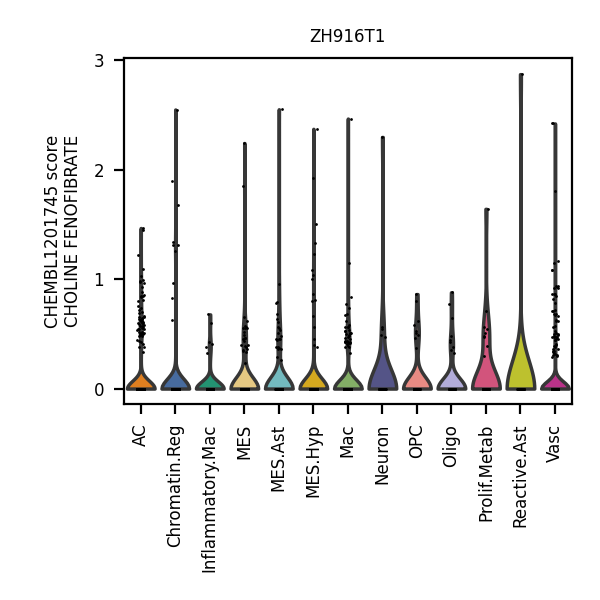 ZH916T1
CHEMBL1201745 score
CHOLINE FENOFIBRATE
3
2
1
0
AC
Chromatin.Reg
Inflammatory.Mac
MES
MES.Ast
MES.Hyp
Mac
Neuron
OPC
Oligo
Prolif.Metab
Reactive.Ast
Vasc